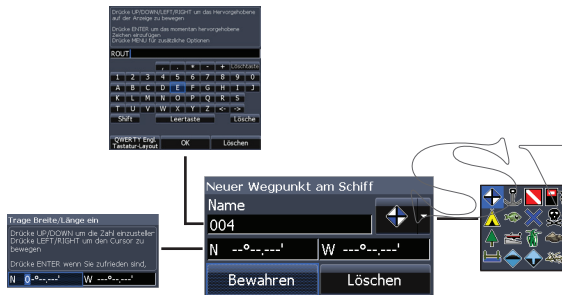 Drücke UP/DOWN/LEFT/RIGHT um das Hervorgehobene
auf der Anzeige zu bewegen
Drücke ENTER um das momentan hervorgehobene
Zeichen einzufügen
Drücke MENU für zusätzliche Optionen
ROUT
, . * - + Löschtaste
1 2 3 4 5 6 7 8 9 0
A B C D E F G H I J
K L M N O P Q R S
T U V W X Y Z <- ->
Shift Leertaste Lösche
QWERTY Engl. Tastatur-Layout OK Löschen
Neuer Wegpunkt am Schiff
Name
004
N --°--.---' W ---°--.---'
Bewahren Löschen
Trage Breite/Länge ein
Drücke UP/DOWN um die Zahl einzusteller
Drücke LEFT/RIGHT um den Cursor zu
bewegen
Drücke ENTER wenn Sie zufrieden sind,
N 0-°--.---' W ---°--.---'